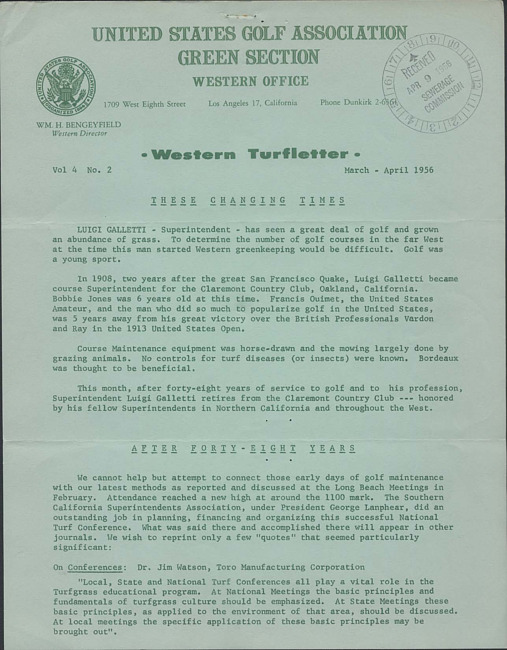 UNITED STATES GOLF ASSOCIATION
GREEN SECTION
WESTERN OFFICE
1709 West Eighth Street Los Angeles 17, California Phone Dunkirk
RECEIVED
APR 9 1956
SEWERAGE
COMMISSION
WM. H. BENGEYFIELD
Western Director
• Western Turfletter •
Vol 4 No. 2 March - April 1956
THESE CHANGING TIMES
LUIGI GALLETTI - Superintendent - has seen a great deal of golf and grown
an abundance of grass. To determine the number of golf courses in the far West
at the time this man started Western greenkeeping would be difficult. Golf was
a young sport.
In 1908, two years after the great San Francisco Quake, Luigi Galletti became
course Superintendent for the Claremont Country Club, Oakland, California.
Bobbie Jones was 6 years old at this time. Francis Ouimet, the United States
Amateur, and the man who did so much to popularize golf in the United States,
was 5 years away from his great victory over the British Professionals Vardon
and Ray in the 1913 United States Open.
Course Maintenance equipment was horse-drawn and the mowing largely done by
grazing animals. No controls for turf diseases (or insects) were known. Bordeaux
was thought to be beneficial.
This month, after forty-eight years of service to golf and to his profession,
Superintendent Luigi Galletti retires from the Claremont Country Club --- honored
by his fellow Superintendents in Northern California and throughout the West.
AFTER FORTY-EIGHT YEARS
We cannot help but attempt to connect those early days of golf maintenance
with our latest methods as reported and discussed at the Long Beach Meetings in
February. Attendance reached a new high at around the 1100 mark. The Southern
California Superintendents Association, under President George Lanphear, did an
outstanding job in planning, financing and organizing this successful National
Turf Conference. What was said there and accomplished there will appear in other
journals. We wish to reprint only a few "quotes" that seemed particularly
significant:
On Conferences: Dr. Jim Watson, Toro Manufacturing Corporation
"Local, State and National Turf Conferences all play a vital role in the
Turfgrass educational program. At National Meetings the basic principles and
fundamentals of turfgrass culture should be emphasized. At State Meetings these
basic principles, as applied to the environment of that area, should be discussed.
At local meetings the specific application of these basic principles may be
brought out".